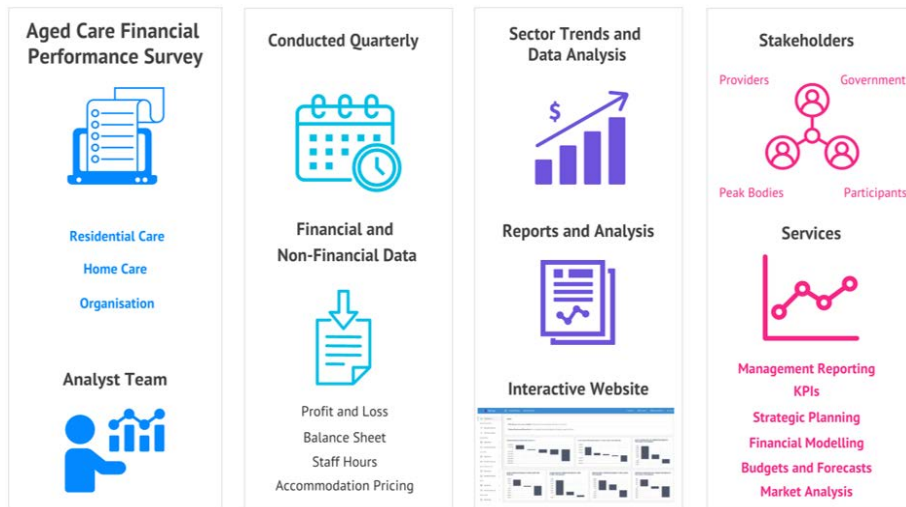 Aged Care Financial
Performance Survey
Residential Care
Home Care
Organisation
Analyst Team
Conducted Quarterly
Financial and
Non-Financial Data
Profit and Loss
Balance Sheet
Staff Hours
Accommodation Pricing
Sector Trends and
Data Analysis
$
Reports and Analysis
Interactive Website
Stakeholders
Providers
Government
Peak Bodies
Participants
Services
Management Reporting
KPIs
Strategic Planning
Financial Modelling
Budgets and Forecasts
Market Analysis